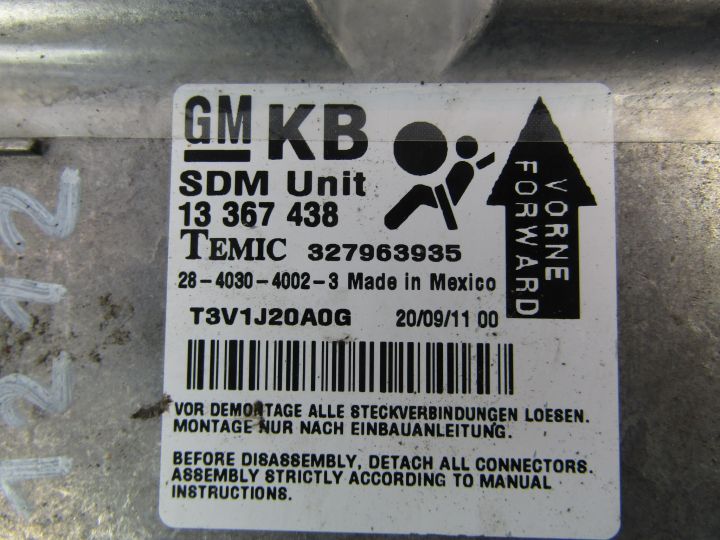 GM KB
SDM Unit
13 367 438
TEMIC 327963935
28-4030-4002-3 Made in Mexico
T3V1J20A0G 20/09/11 00
VORNE
FORWARD
VOR DEMONTAGE ALLE STECKVERBINDUNGEN LOESEN.
MONTAGE NUR NACH EINBAUANLEITUNG.
BEFORE DISASSEMBLY, DETACH ALL CONNECTORS.
ASSEMBLY STRICTLY ACCORDING TO MANUAL
INSTRUCTIONS.